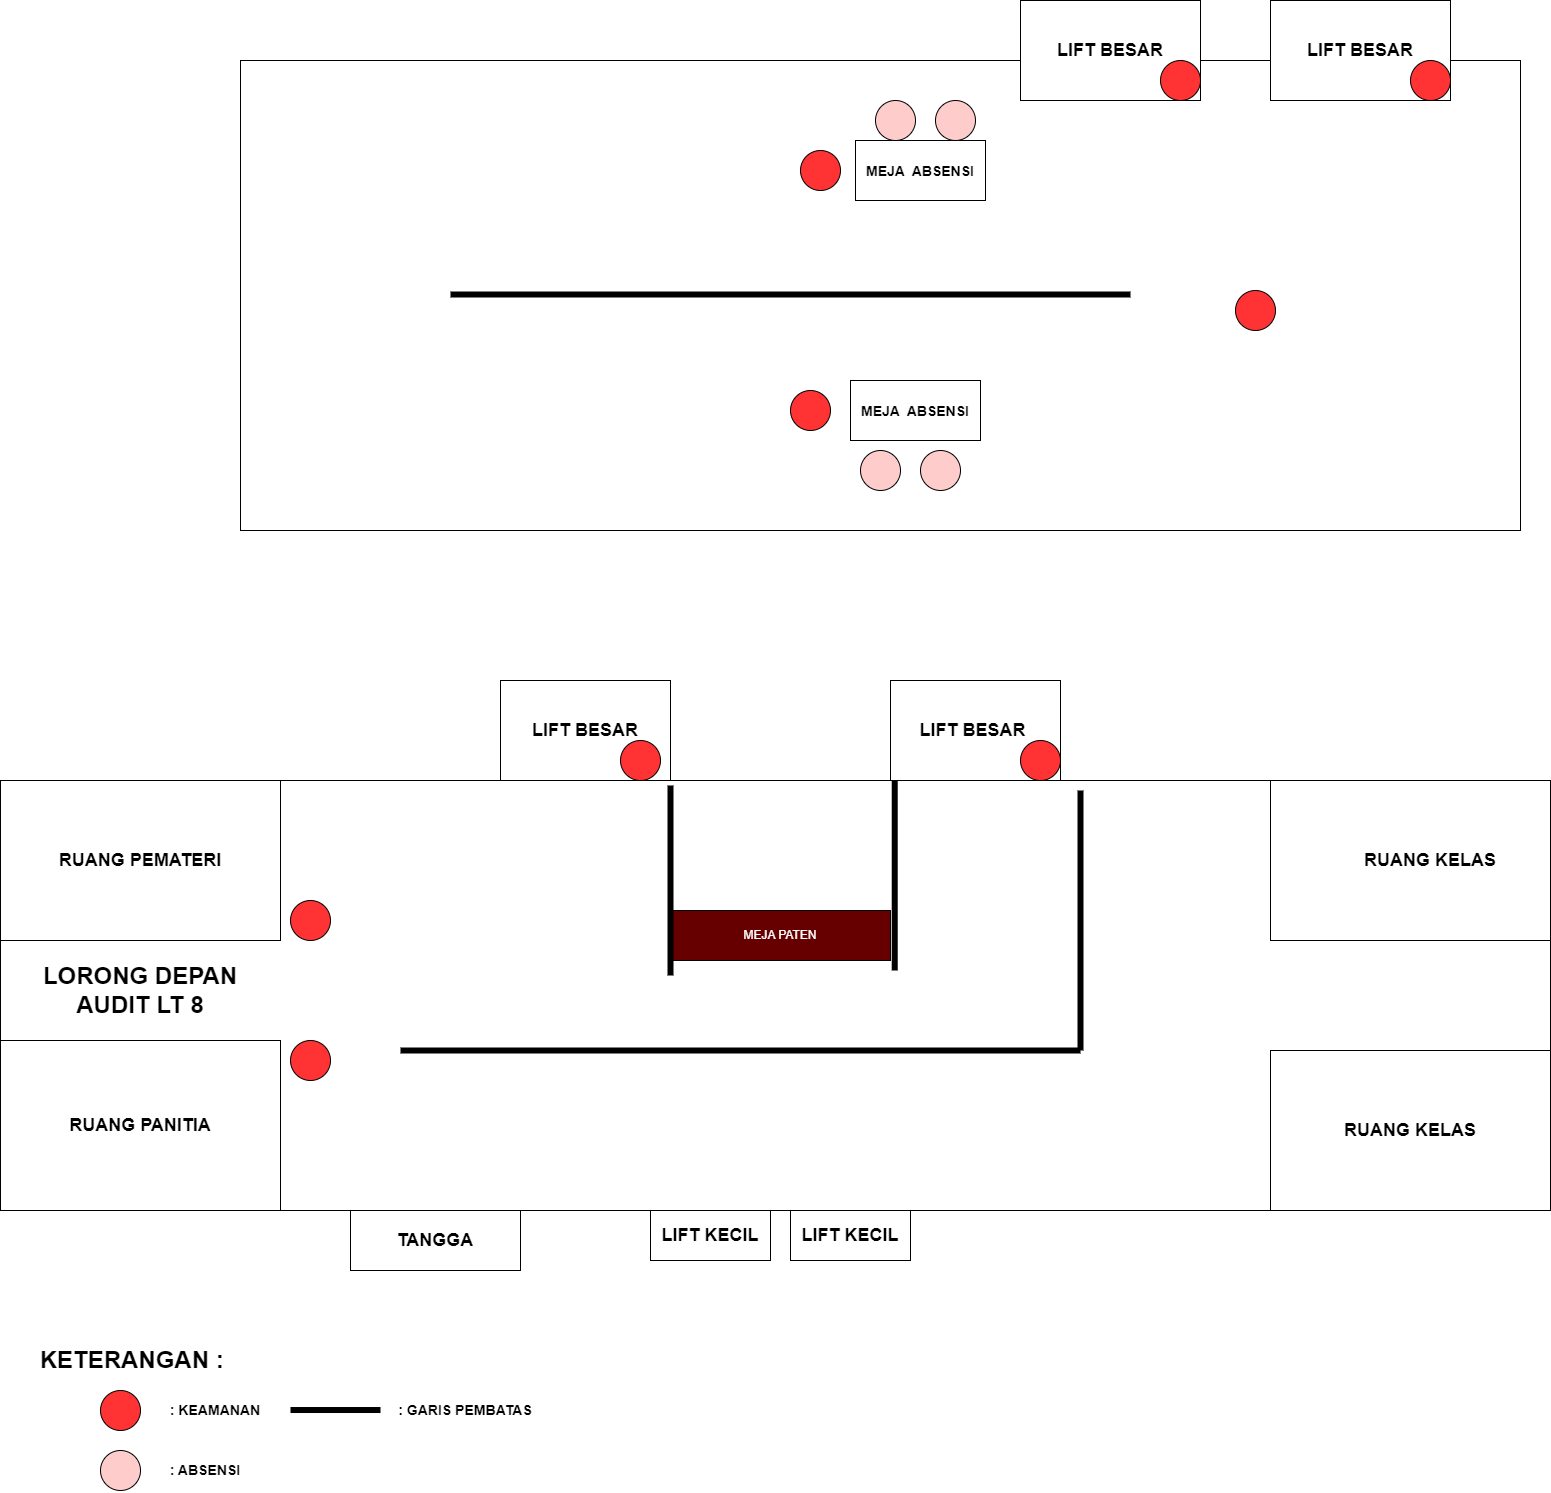 LIFT BESAR
LIFT BESAR
MEJA ABSENSI
MEJA ABSENSI
LIFT BESAR
LIFT BESAR
RUANG PEMATERI
RUANG KELAS
MEJA PATEN
LORONG DEPAN
AUDIT LT 8
RUANG PANITIA
RUANG KELAS
TANGGA
LIFT KECIL
LIFT KECIL
KETERANGAN :
: KEAMANAN
: GARIS PEMBATAS
: ABSENSI